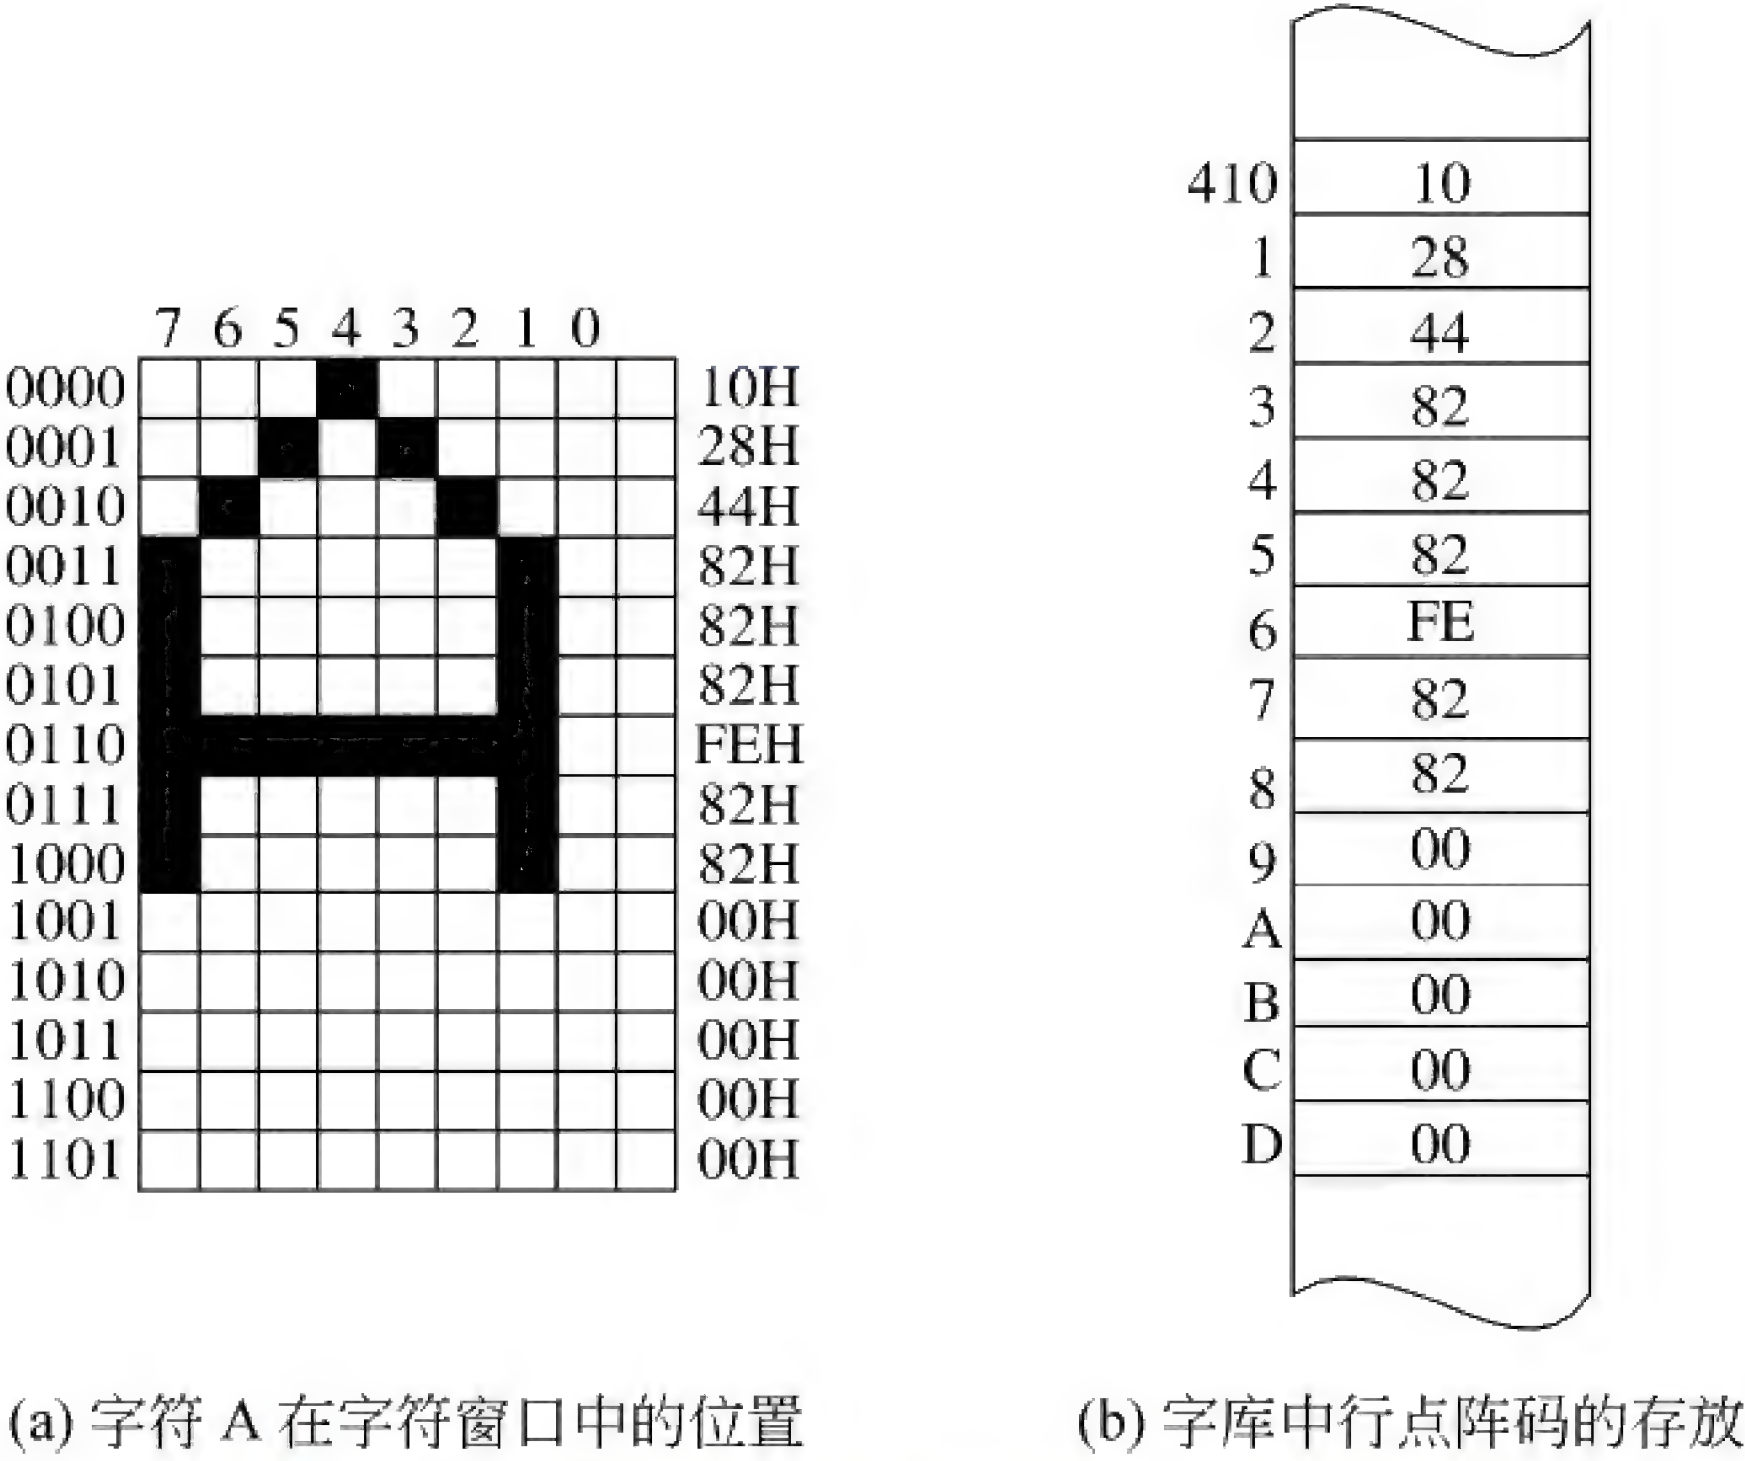 7 6 5 4 3 2 1 0
0000 10H
0001 28H
0010 44H
0011 82H
0100 82H
0101 82H
0110 FEH
0111 82H
1000 82H
1001 00H
1010 00H
1011 00H
1100 00H
1101 00H
(a) 字符 A 在字符窗口中的位置
410 10
1 28
2 44
3 82
4 82
5 82
6 FE
7 82
8 82
9 00
A 00
B 00
C 00
D 00
(b) 字库中行点阵码的存放